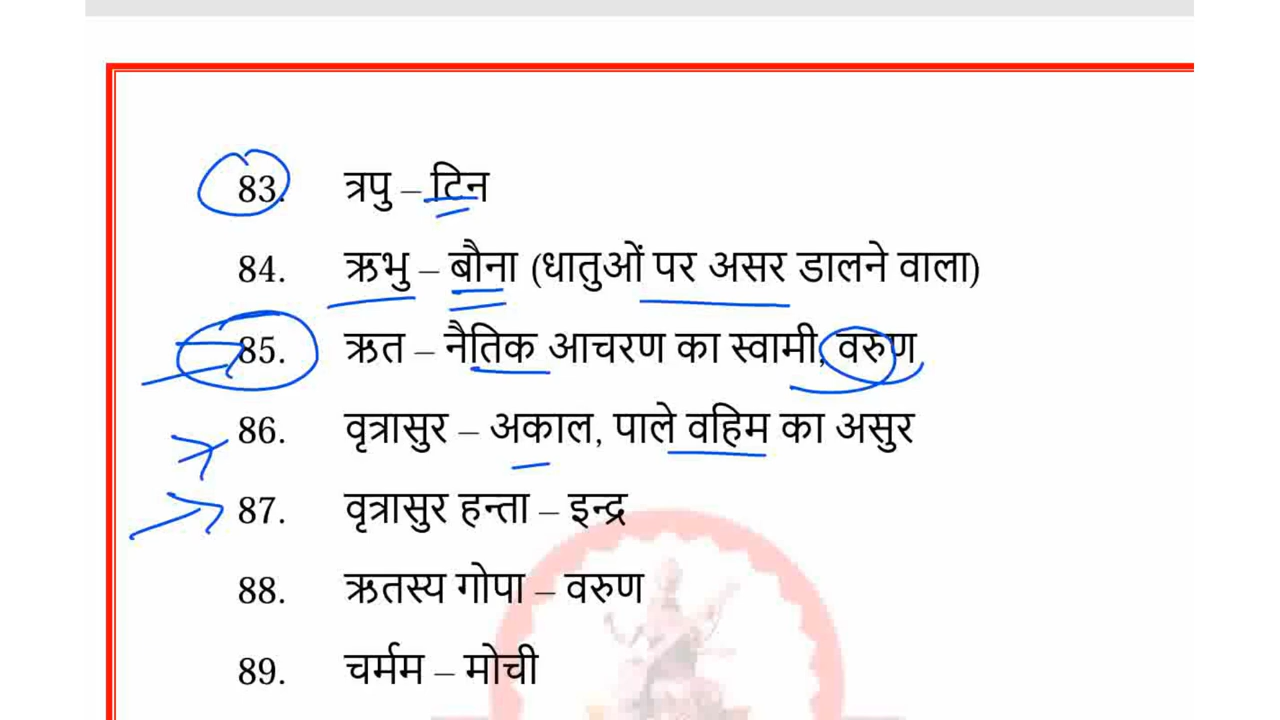 83. त्रपु – टिन
84. ऋभु – बौना (धातुओं पर असर डालने वाला)
85. ऋत – नैतिक आचरण का स्वामी, वरुण
86. वृत्रासुर – अकाल, पाले वहिम का असुर
87. वृत्रासुर हन्ता – इन्द्र
88. ऋतस्य गोपा – वरुण
89. चर्मम – मोची